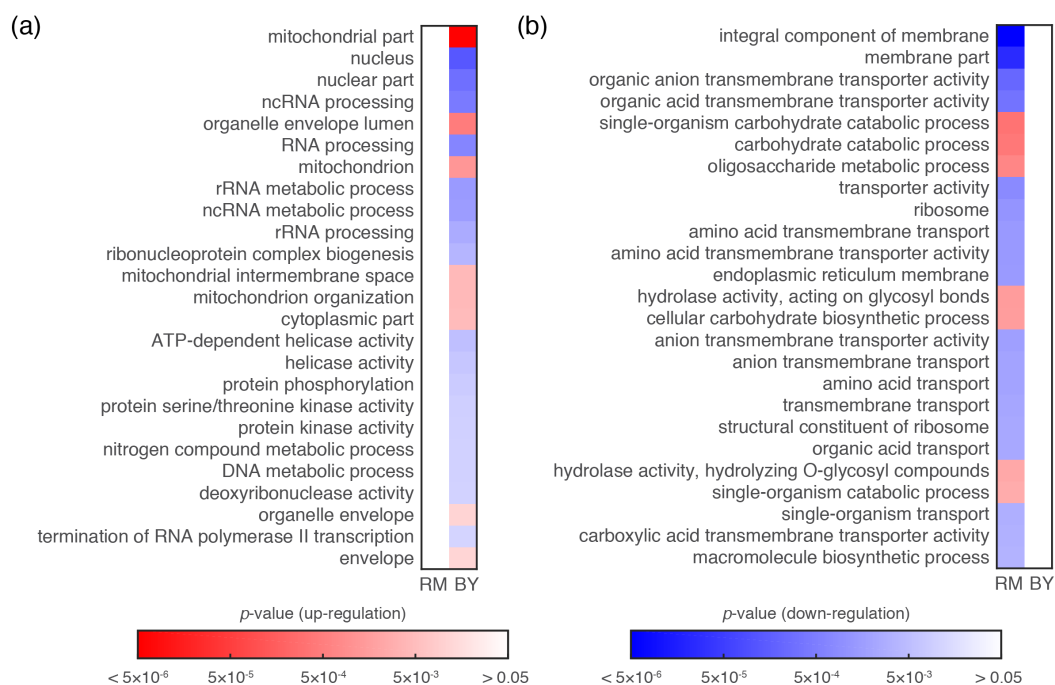 (a)
mitochondrial part
nucleus
nuclear part
ncRNA processing
organelle envelope lumen
RNA processing
mitochondrion
rRNA metabolic process
ncRNA metabolic process
rRNA processing
ribonucleoprotein complex biogenesis
mitochondrial intermembrane space
mitochondrion organization
cytoplasmic part
ATP-dependent helicase activity
helicase activity
protein phosphorylation
protein serine/threonine kinase activity
protein kinase activity
nitrogen compound metabolic process
DNA metabolic process
deoxyribonuclease activity
organelle envelope
termination of RNA polymerase II transcription
envelope
RM BY
p-value (up-regulation)
< 5×10⁻⁶ 5×10⁻⁵ 5×10⁻⁴ 5×10⁻³ > 0.05
(b)
integral component of membrane
membrane part
organic anion transmembrane transporter activity
organic acid transmembrane transporter activity
single-organism carbohydrate catabolic process
carbohydrate catabolic process
oligosaccharide metabolic process
transporter activity
ribosome
amino acid transmembrane transport
amino acid transmembrane transporter activity
endoplasmic reticulum membrane
hydrolase activity, acting on glycosyl bonds
cellular carbohydrate biosynthetic process
anion transmembrane transporter activity
anion transmembrane transport
amino acid transport
transmembrane transport
structural constituent of ribosome
organic acid transport
hydrolase activity, hydrolyzing O-glycosyl compounds
single-organism catabolic process
single-organism transport
carboxylic acid transmembrane transporter activity
macromolecule biosynthetic process
RM BY
p-value (down-regulation)
< 5×10⁻⁶ 5×10⁻⁵ 5×10⁻⁴ 5×10⁻³ > 0.05